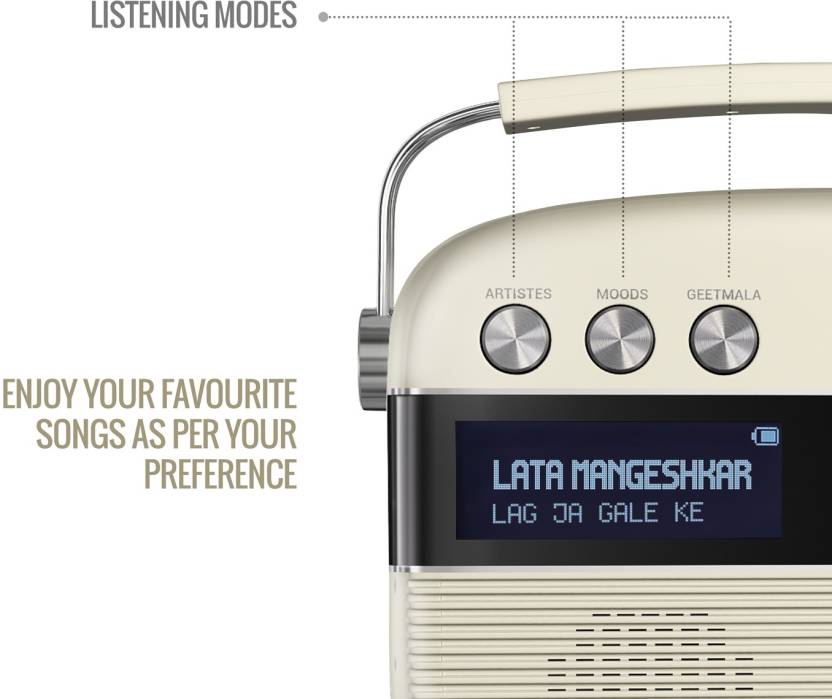 LISTENING MODES
ARTISTES MOODS GEETMALA
ENJOY YOUR FAVOURITE
SONGS AS PER YOUR
PREFERENCE
LATA MANGESHKAR
LAG JA GALE KE